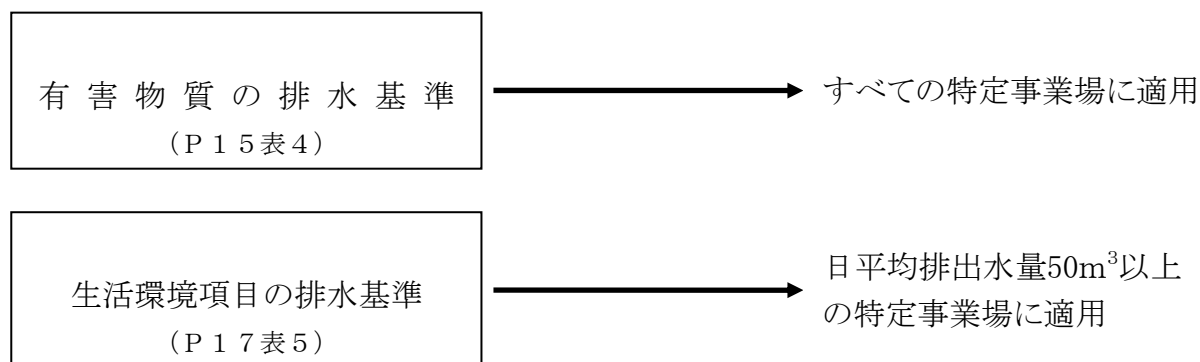 有害物質の排水基準
(P15表4)
すべての特定事業場に適用
生活環境項目の排水基準
(P17表5)
日平均排出水量50m³以上
の特定事業場に適用